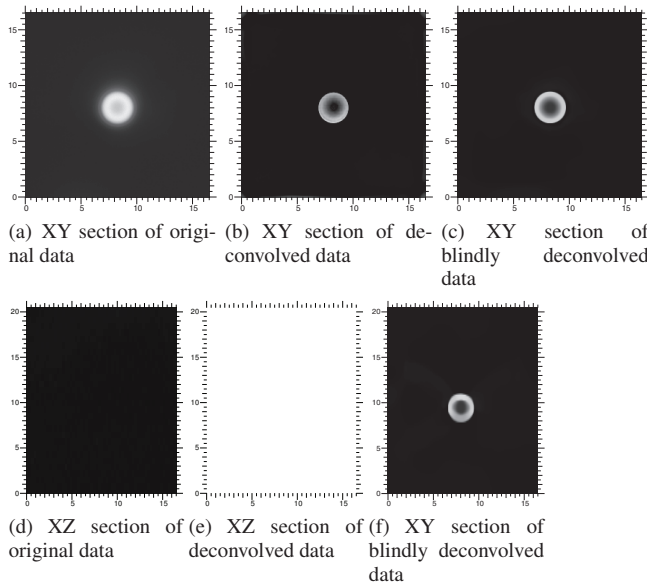 15
10
5
0
0 5 10 15
15
10
5
0
0 5 10 15
15
10
5
0
0 5 10 15
(a) XY section of origi-
nal data
(b) XY section of de-
convolved data
(c) XY section of
blindly deconvolved
data
20
15
10
5
0
0 5 10 15
20
15
10
5
0
0 5 10 15
20
15
10
5
0
0 5 10 15
(d) XZ section of
original data
(e) XZ section of
deconvolved data
(f) XY section of
blindly deconvolved
data